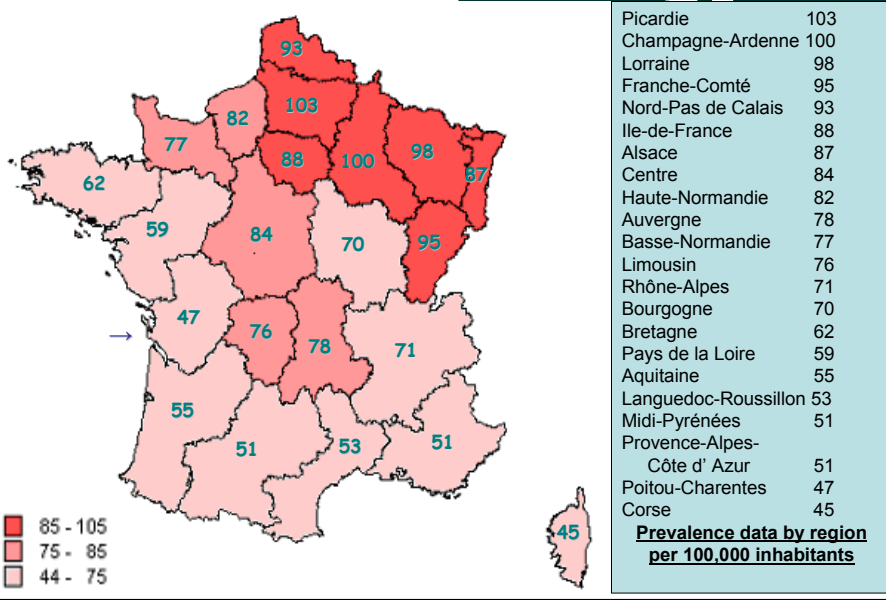 93
103
82
77
88
100
98
87
62
59
84
70
95
47
76
78
71
→
55
51
53
51
45
85 - 105
75 - 85
44 - 75
Picardie 103
Champagne-Ardenne 100
Lorraine 98
Franche-Comté 95
Nord-Pas de Calais 93
Ile-de-France 88
Alsace 87
Centre 84
Haute-Normandie 82
Auvergne 78
Basse-Normandie 77
Limousin 76
Rhône-Alpes 71
Bourgogne 70
Bretagne 62
Pays de la Loire 59
Aquitaine 55
Languedoc-Roussillon 53
Midi-Pyrénées 51
Provence-Alpes-
Côte d’ Azur 51
Poitou-Charentes 47
Corse 45
Prevalence data by region
per 100,000 inhabitants